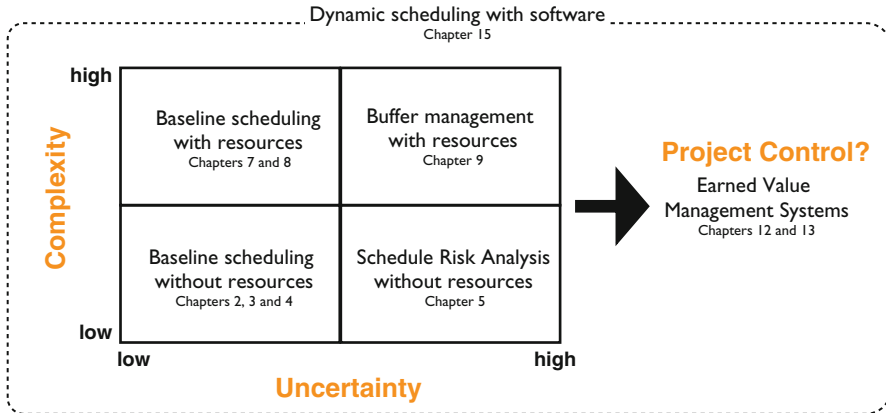 Dynamic scheduling with software
Chapter 15
high
Baseline scheduling
with resources
Chapters 7 and 8
Buffer management
with resources
Chapter 9
Complexity
Project Control?
Earned Value
Management Systems
Chapters 12 and 13
Baseline scheduling
without resources
Chapters 2, 3 and 4
Schedule Risk Analysis
without resources
Chapter 5
low
low
high
Uncertainty